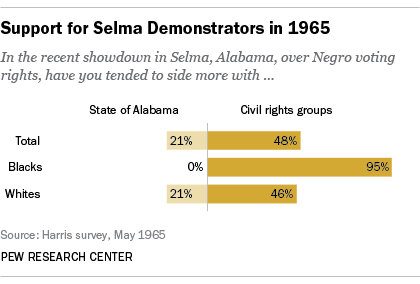 Support for Selma Demonstrators in 1965
In the recent showdown in Selma, Alabama, over Negro voting
rights, have you tended to side more with ...
State of Alabama Civil rights groups
Total 21% 48%
Blacks 0% 95%
Whites 21% 46%
Source: Harris survey, May 1965
PEW RESEARCH CENTER